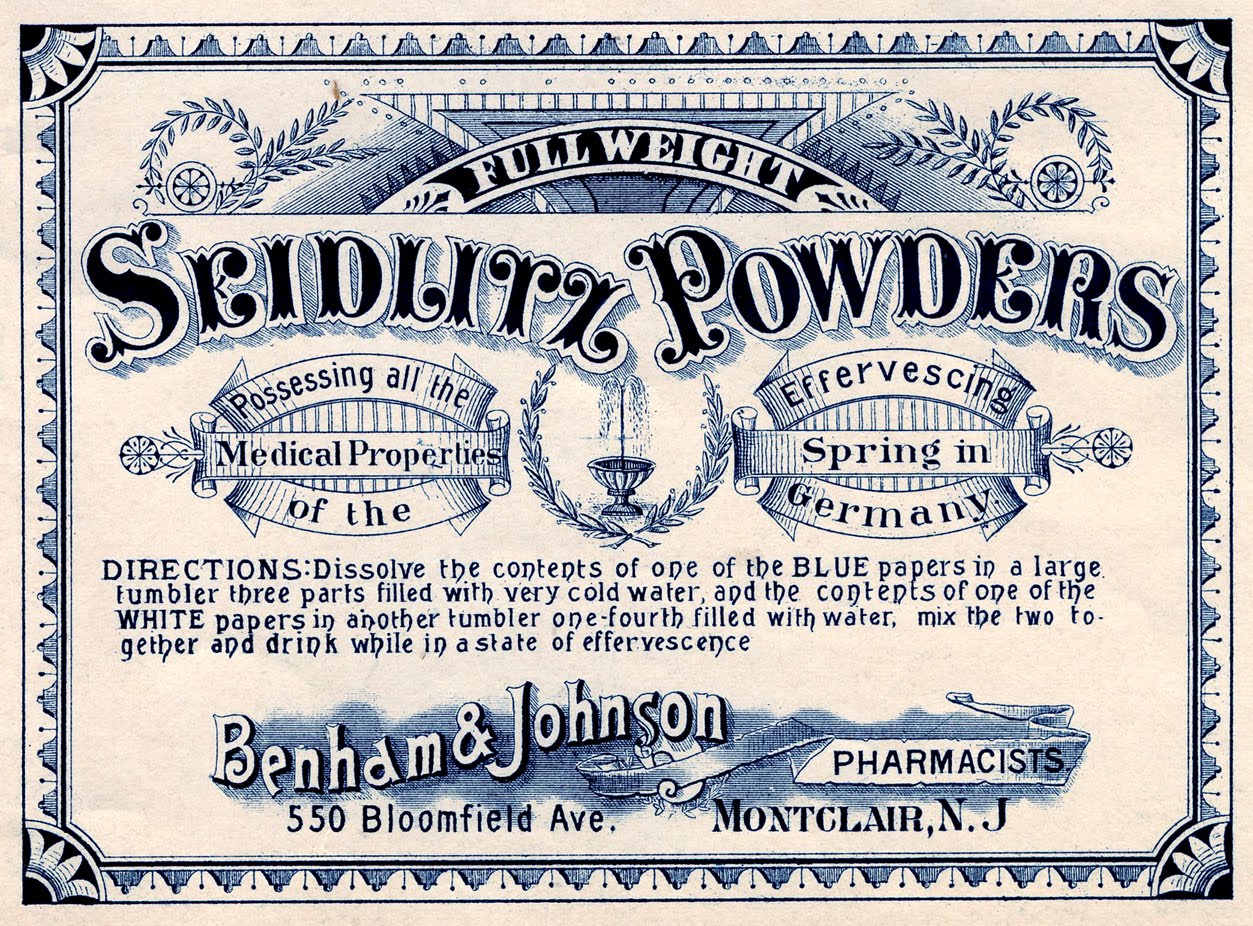 FULL WEIGHT
SEIDLITZ POWDERS
Possessing all the
Medical Properties
of the
Effervescing
Spring in
Germany.
DIRECTIONS: Dissolve the contents of one of the BLUE papers in a large
tumbler three parts filled with very cold water, and the contents of one of the
WHITE papers in another tumbler one-fourth filled with water, mix the two to-
gether and drink while in a state of effervescence
Benham & Johnson
PHARMACISTS
550 Bloomfield Ave. MONTCLAIR, N. J